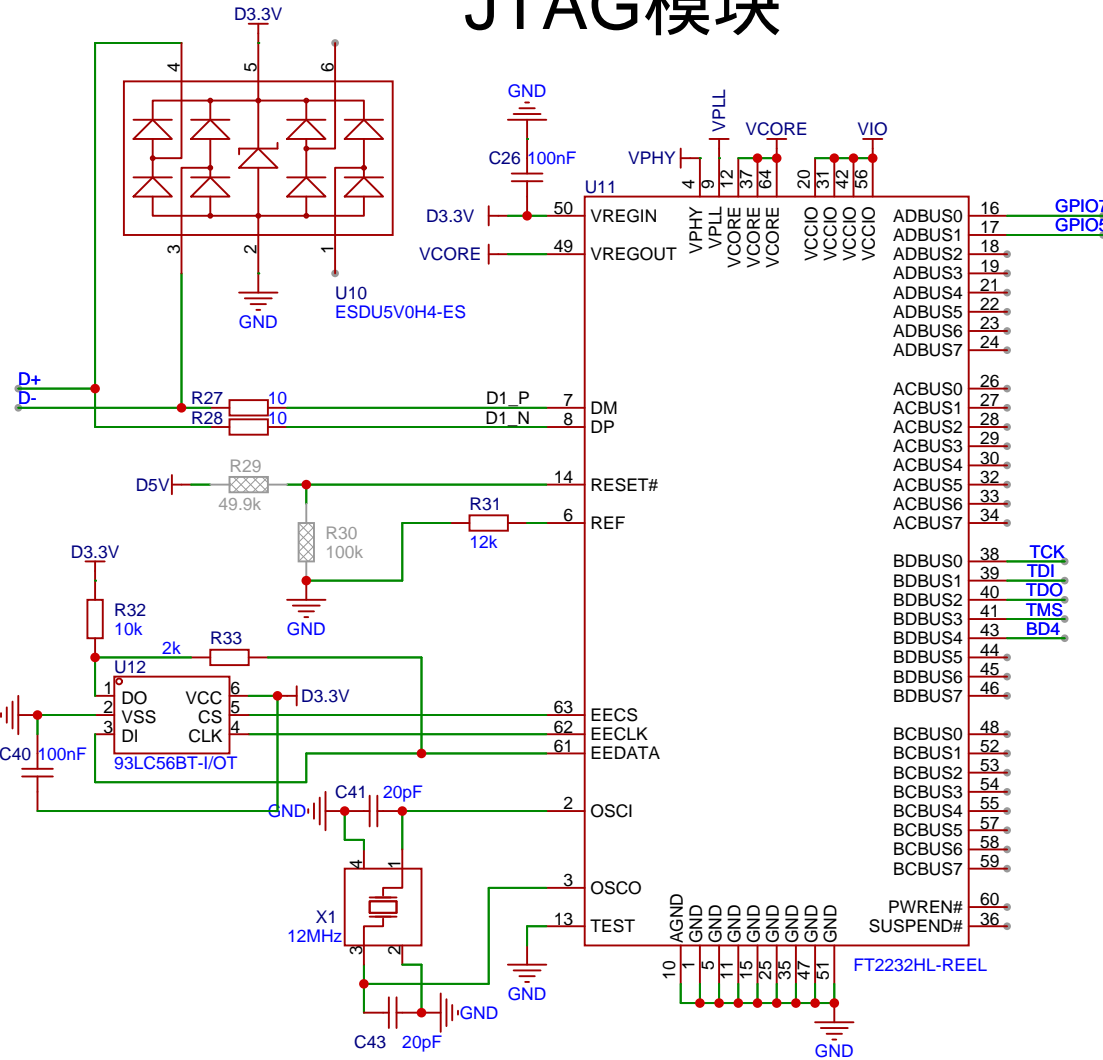 JTAG模块
D3.3V
4
5
6
3
2
1
U10
ESDU5V0H4-ES
GND
GND
C26 100nF
D3.3V
VCORE
VPHY
VPLL
VCORE
VIO
4
9
12
37
64
20
31
42
56
U11
VPHY
VPLL
VCORE
VCORE
VCORE
VCCIO
VCCIO
VCCIO
VCCIO
50 VREGIN
49 VREGOUT
ADBUS0 16
ADBUS1 17
ADBUS2 18
ADBUS3 19
ADBUS4 21
ADBUS5 22
ADBUS6 23
ADBUS7 24
ACBUS0 26
ACBUS1 27
ACBUS2 28
ACBUS3 29
ACBUS4 30
ACBUS5 32
ACBUS6 33
ACBUS7 34
BDBUS0 38 TCK
BDBUS1 39 TDI
BDBUS2 40 TDO
BDBUS3 41 TMS
BDBUS4 43 BD4
BDBUS5 44
BDBUS6 45
BDBUS7 46
BCBUS0 48
BCBUS1 52
BCBUS2 53
BCBUS3 54
BCBUS4 55
BCBUS5 57
BCBUS6 58
BCBUS7 59
PWREN# 60
SUSPEND# 36
FT2232HL-REEL
D+
D-
R27 10 D1_P 7 DM
R28 10 D1_N 8 DP
D5V
R29
49.9k
14 RESET#
R30
100k
GND
R31
12k
6 REF
D3.3V
R32
10k
2k R33
U12
1 DO
2 VSS
3 DI
VCC 6
CS 5
CLK 4
D3.3V
93LC56BT-I/OT
C40 100nF
63 EECS
62 EECLK
61 EEDATA
GND
C41 20pF
2 OSCI
4
1
X1
12MHz
3
2
3 OSCO
13 TEST
GND
C43 20pF
GND
AGND
GND
GND
GND
GND
GND
GND
GND
GND
10
1
5
11
15
25
35
47
51
GND